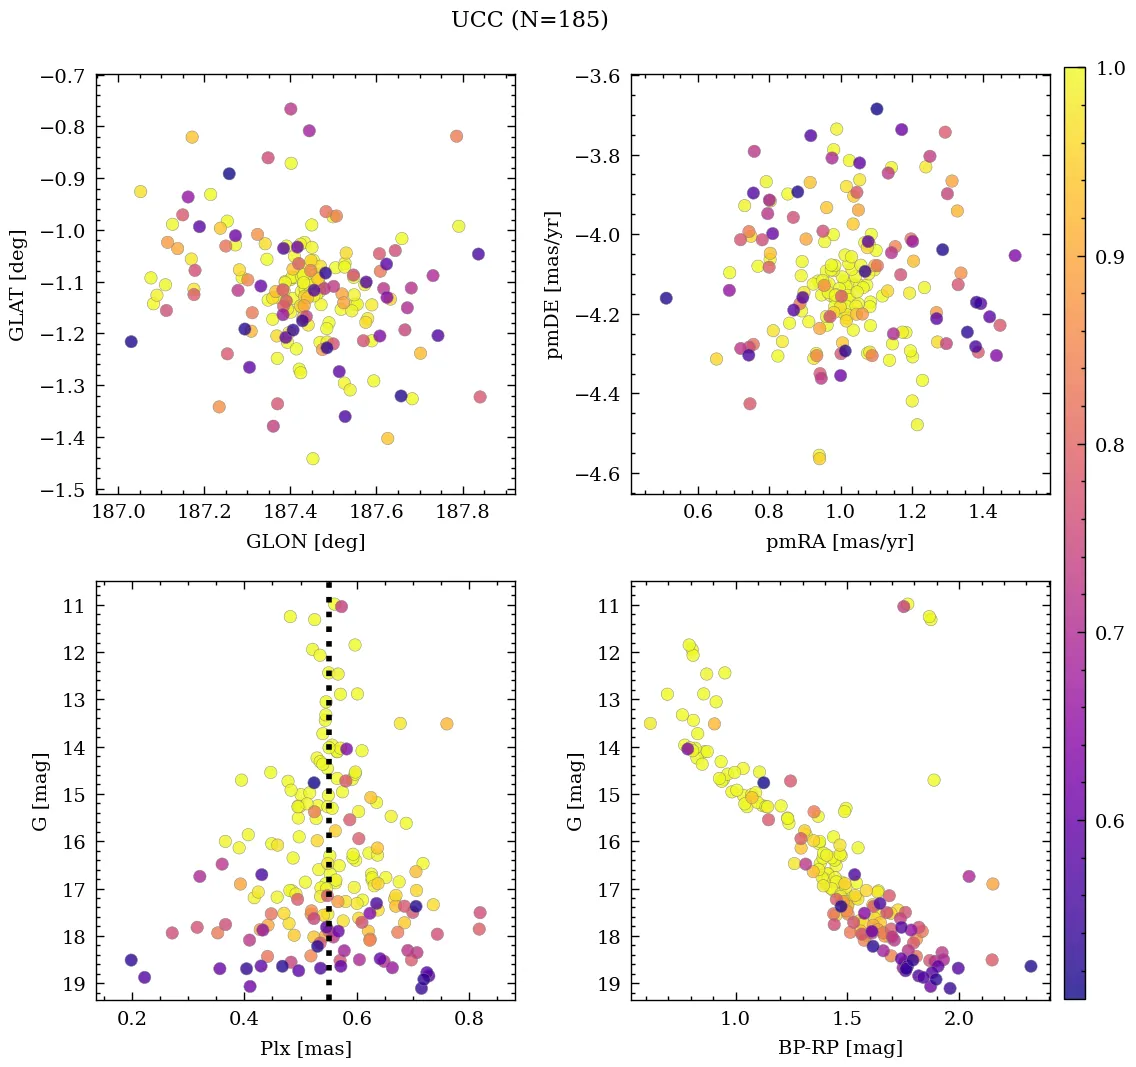 UCC (N=185)
−0.7
−0.8
−0.9
−1.0
−1.1
−1.2
−1.3
−1.4
−1.5
GLAT [deg]
187.0 187.2 187.4 187.6 187.8
GLON [deg]
−3.6
−3.8
−4.0
−4.2
−4.4
−4.6
pmDE [mas/yr]
0.6 0.8 1.0 1.2 1.4
pmRA [mas/yr]
1.0
0.9
0.8
0.7
0.6
11
12
13
14
15
16
17
18
19
G [mag]
0.2 0.4 0.6 0.8
Plx [mas]
11
12
13
14
15
16
17
18
19
G [mag]
1.0 1.5 2.0
BP-RP [mag]